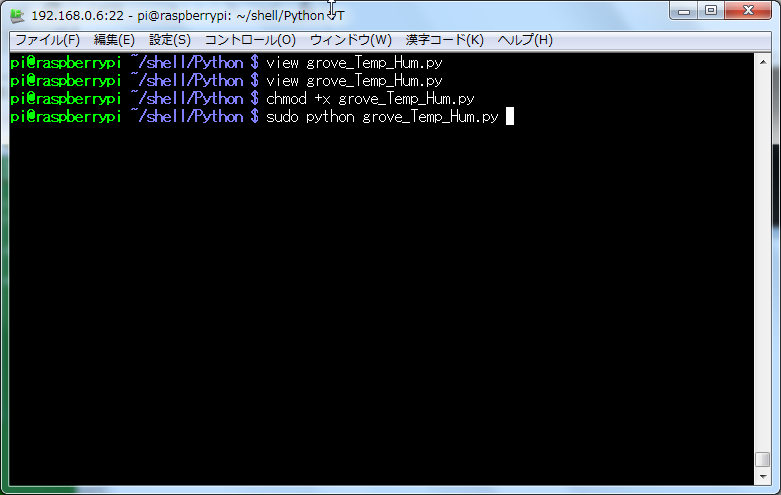 192.168.0.6:22 - pi@raspberrypi: ~/shell/Python VT
ファイル(F) 編集(E) 設定(S) コントロール(O) ウィンドウ(W) 漢字コード(K) ヘルプ(H)
pi@raspberrypi ~/shell/Python $ view grove_Temp_Hum.py
pi@raspberrypi ~/shell/Python $ view grove_Temp_Hum.py
pi@raspberrypi ~/shell/Python $ chmod +x grove_Temp_Hum.py
pi@raspberrypi ~/shell/Python $ sudo python grove_Temp_Hum.py